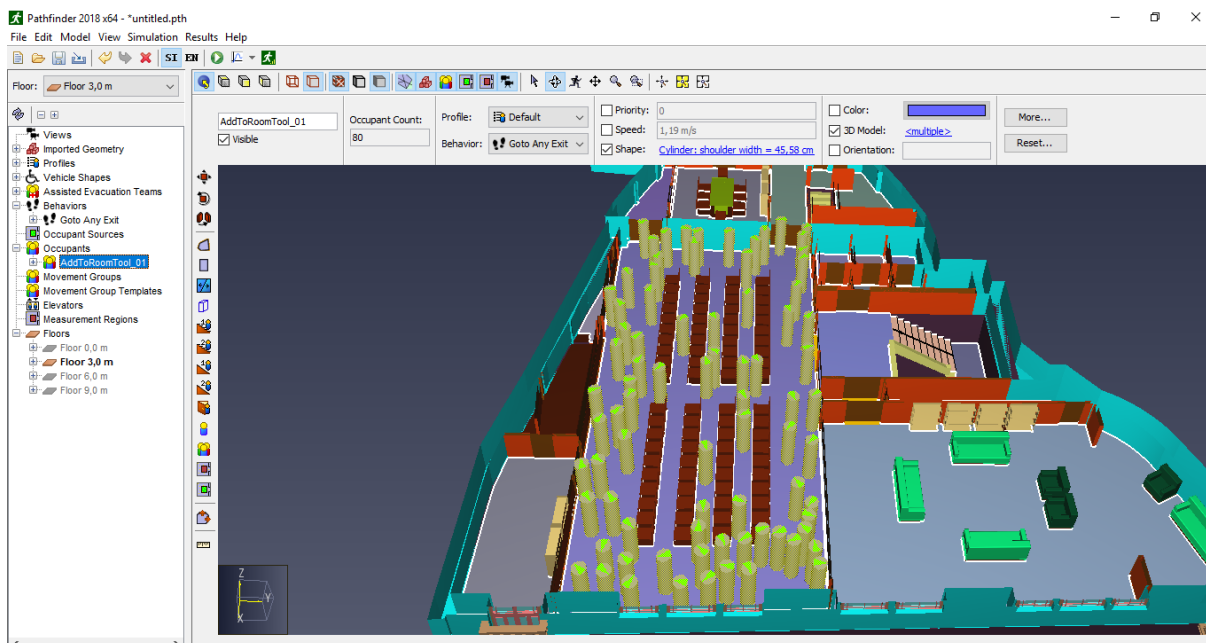 Pathfinder 2018 x64 - *untitled.pth
File Edit Model View Simulation Results Help
SI EN
Floor: Floor 3,0 m
Views
Imported Geometry
Profiles
Vehicle Shapes
Assisted Evacuation Teams
Behaviors
Goto Any Exit
Occupant Sources
Occupants
AddToRoomTool_01
Movement Groups
Movement Group Templates
Elevators
Measurement Regions
Floors
Floor 0,0 m
Floor 3,0 m
Floor 6,0 m
Floor 9,0 m
AddToRoomTool_01
Visible
Occupant Count:
80
Profile: Default
Behavior: Goto Any Exit
Priority: 0
Speed: 1,19 m/s
Shape: Cylinder: shoulder width = 45,58 cm
Color:
3D Model: <multiple>
Orientation:
More...
Reset...
Z
Y
X